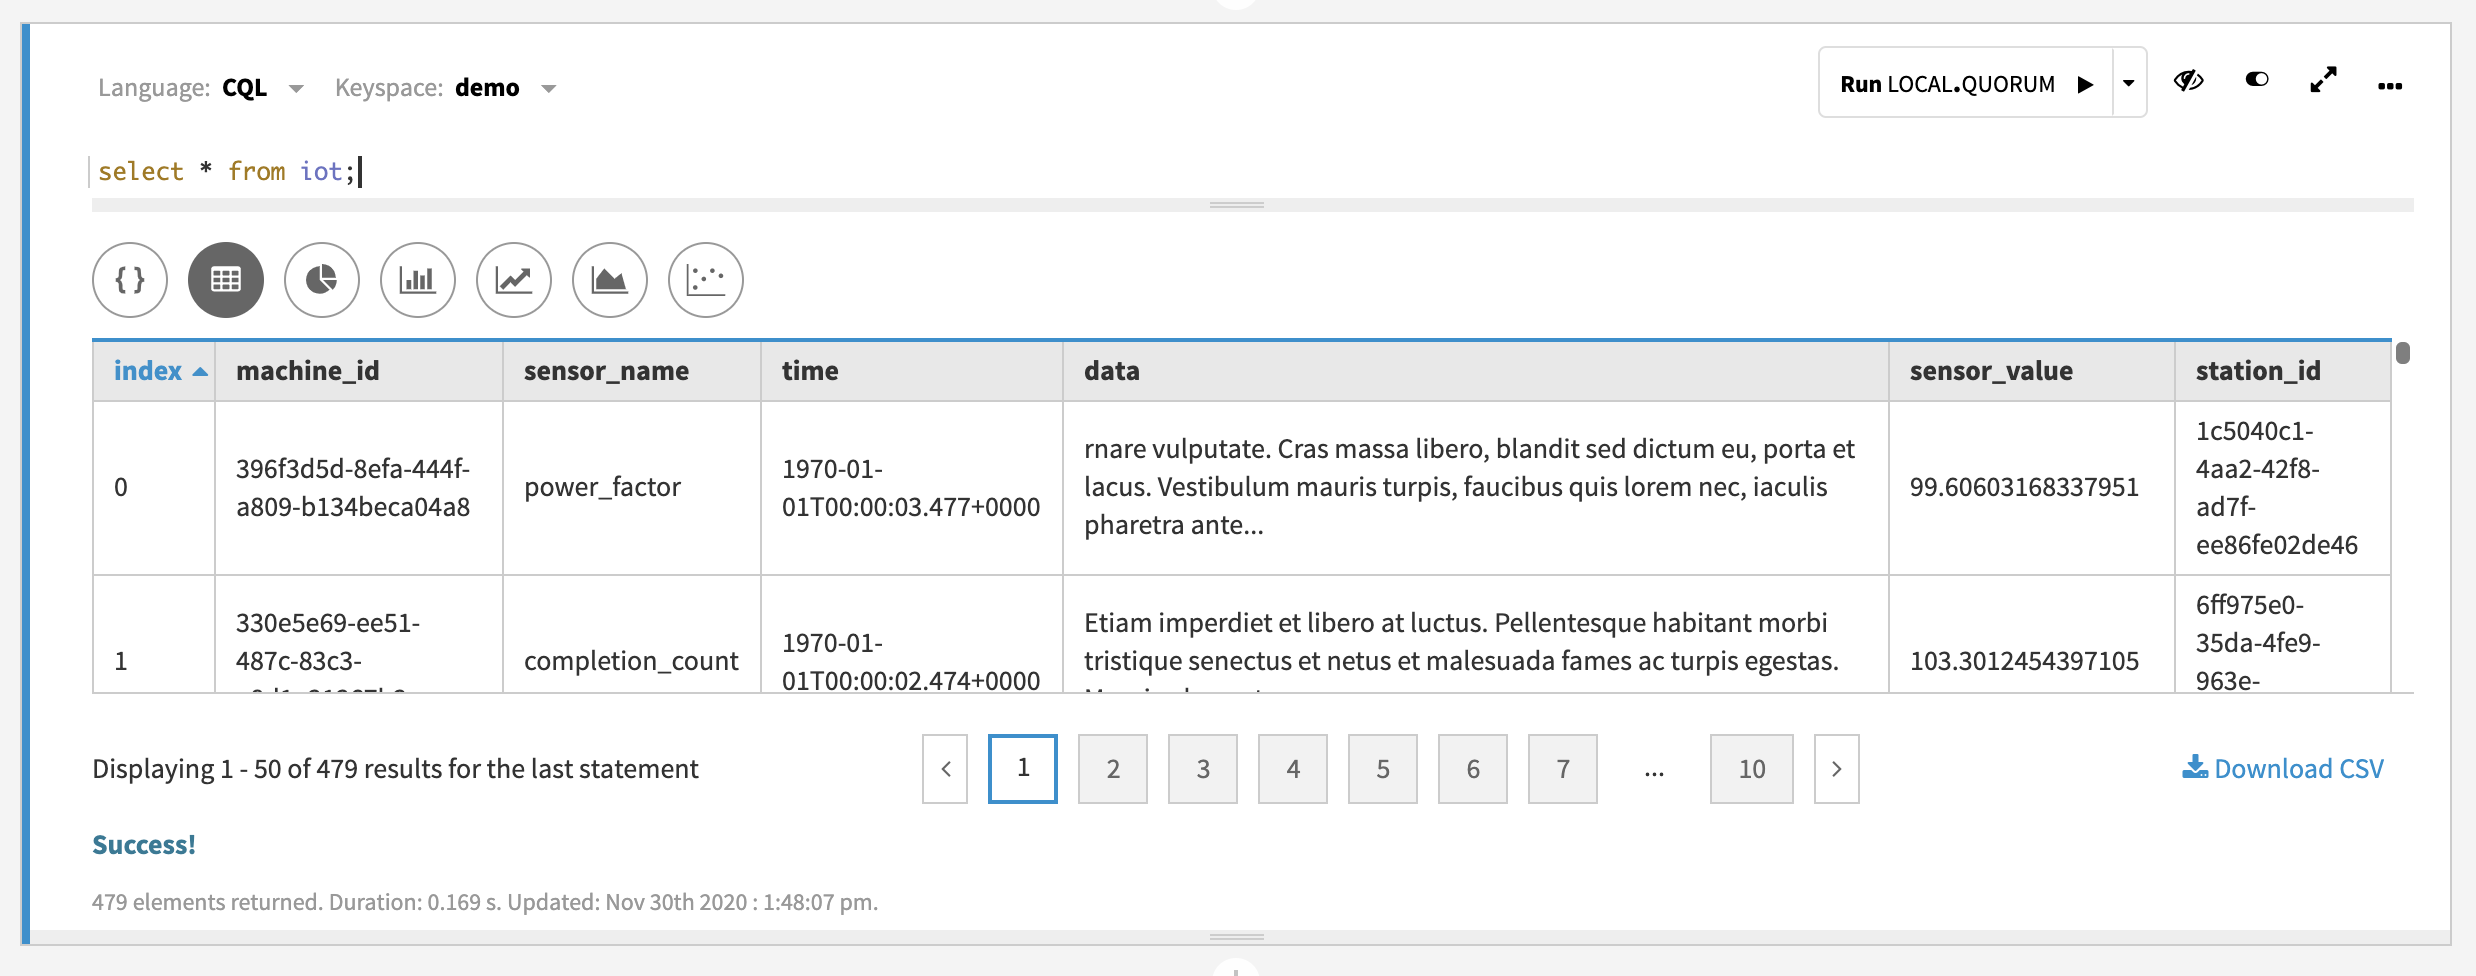 Language: CQL Keyspace: demo Run LOCAL.QUORUM
select * from iot;
index machine_id sensor_name time data sensor_value station_id
0
396f3d5d-8efa-444f-
a809-b134beca04a8
power_factor
1970-01-
01T00:00:03.477+0000
rnare vulputate. Cras massa libero, blandit sed dictum eu, porta et
lacus. Vestibulum mauris turpis, faucibus quis lorem nec, iaculis
pharetra ante...
99.60603168337951
1c5040c1-
4aa2-42f8-
ad7f-
ee86fe02de46
1
330e5e69-ee51-
487c-83c3-
completion_count
1970-01-
01T00:00:02.474+0000
Etiam imperdiet et libero at luctus. Pellentesque habitant morbi
tristique senectus et netus et malesuada fames ac turpis egestas.
103.3012454397105
6ff975e0-
35da-4fe9-
963e-
Displaying 1 - 50 of 479 results for the last statement
< 1 2 3 4 5 6 7 ... 10 >
Download CSV
Success!
479 elements returned. Duration: 0.169 s. Updated: Nov 30th 2020 : 1:48:07 pm.